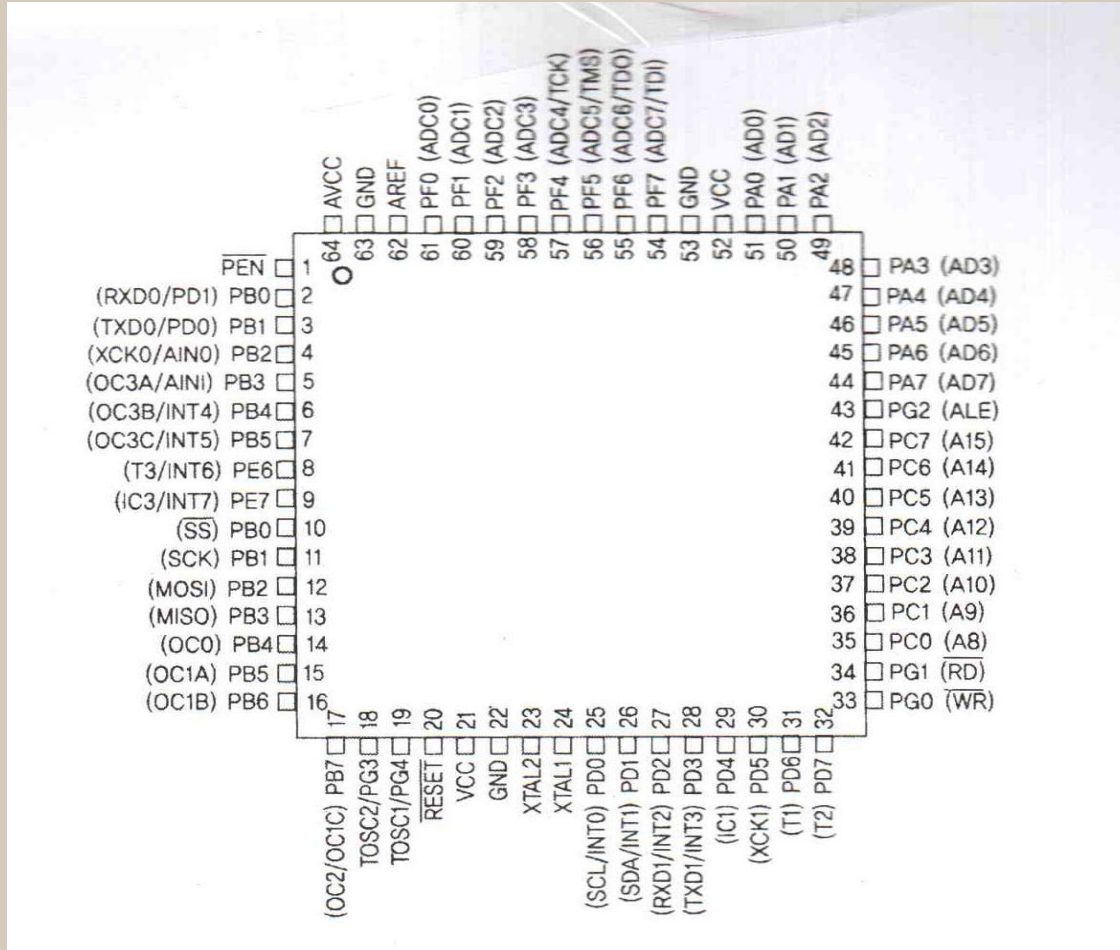 64 AVCC
63 GND
62 AREF
61 PF0 (ADC0)
60 PF1 (ADC1)
59 PF2 (ADC2)
58 PF3 (ADC3)
57 PF4 (ADC4/TCK)
56 PF5 (ADC5/TMS)
55 PF6 (ADC6/TDO)
54 PF7 (ADC7/TDI)
53 GND
52 VCC
51 PA0 (AD0)
50 PA1 (AD1)
49 PA2 (AD2)
PEN 1
(RXD0/PD1) PB0 2
(TXD0/PD0) PB1 3
(XCK0/AIN0) PB2 4
(OC3A/AINI) PB3 5
(OC3B/INT4) PB4 6
(OC3C/INT5) PB5 7
(T3/INT6) PE6 8
(IC3/INT7) PE7 9
(SS) PB0 10
(SCK) PB1 11
(MOSI) PB2 12
(MISO) PB3 13
(OC0) PB4 14
(OC1A) PB5 15
(OC1B) PB6 16
48 PA3 (AD3)
47 PA4 (AD4)
46 PA5 (AD5)
45 PA6 (AD6)
44 PA7 (AD7)
43 PG2 (ALE)
42 PC7 (A15)
41 PC6 (A14)
40 PC5 (A13)
39 PC4 (A12)
38 PC3 (A11)
37 PC2 (A10)
36 PC1 (A9)
35 PC0 (A8)
34 PG1 (RD)
33 PG0 (WR)
(OC2/OC1C) PB7 17
TOSC2/PG3 18
TOSC1/PG4 19
RESET 20
VCC 21
GND 22
XTAL2 23
XTAL1 24
(SCL/INT0) PD0 25
(SDA/INT1) PD1 26
(RXD1/INT2) PD2 27
(TXD1/INT3) PD3 28
(IC1) PD4 29
(XCK1) PD5 30
(T1) PD6 31
(T2) PD7 32